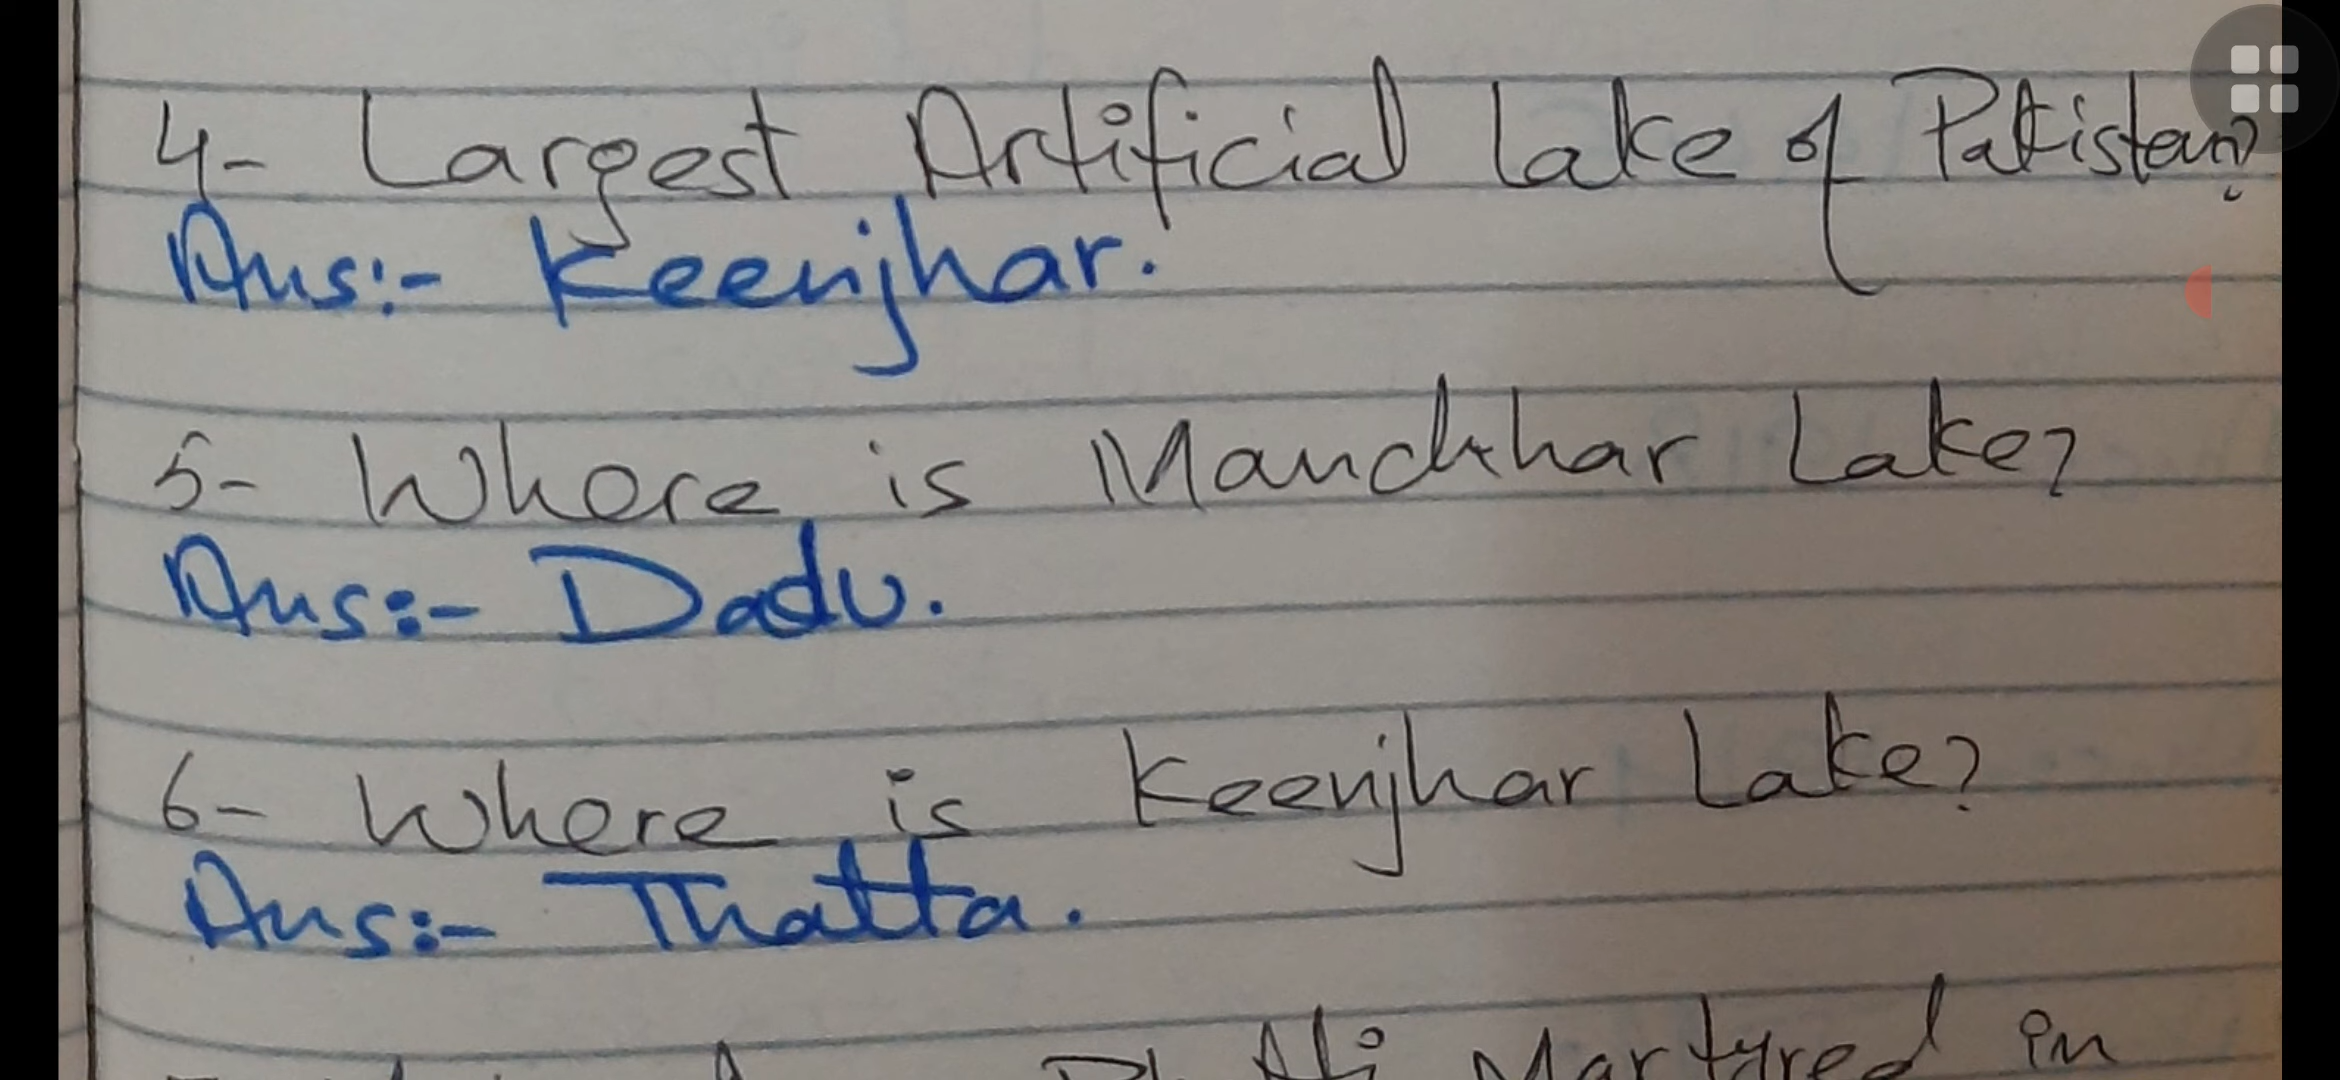 4- Largest Artificial Lake of Pakistan?
Ans:- Keenjhar.
5- Where is Manchhar Lake?
Ans:- Dadu.
6- Where is Keenjhar Lake?
Ans:- Thatta.
Martyred in